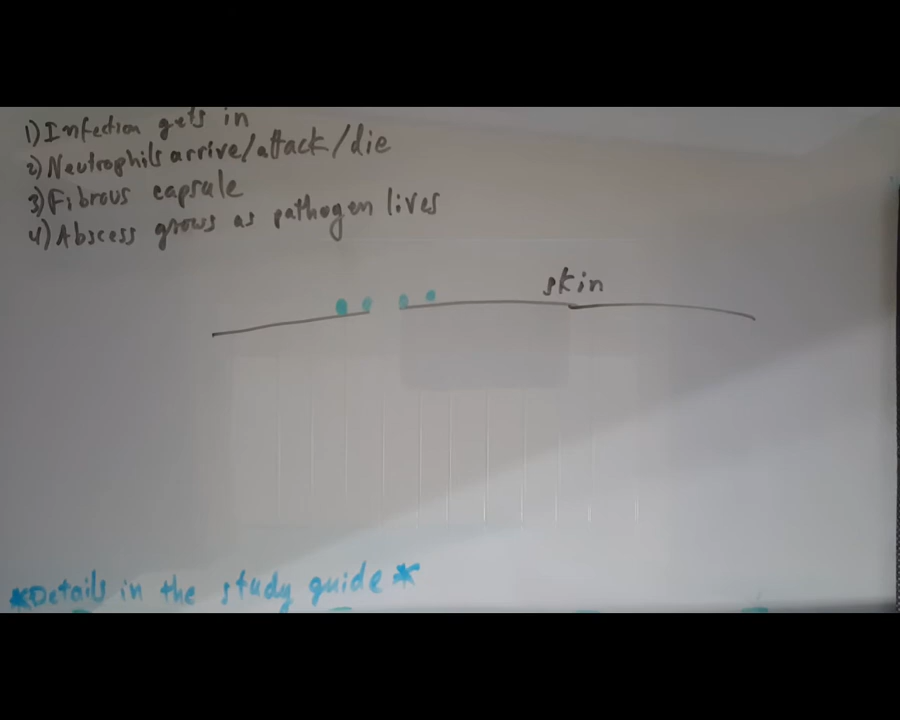 1) Infection gets in
2) Neutrophils arrive/attack/die
3) Fibrous capsule
4) Abscess grows as pathogen lives
skin
*Details in the study guide*